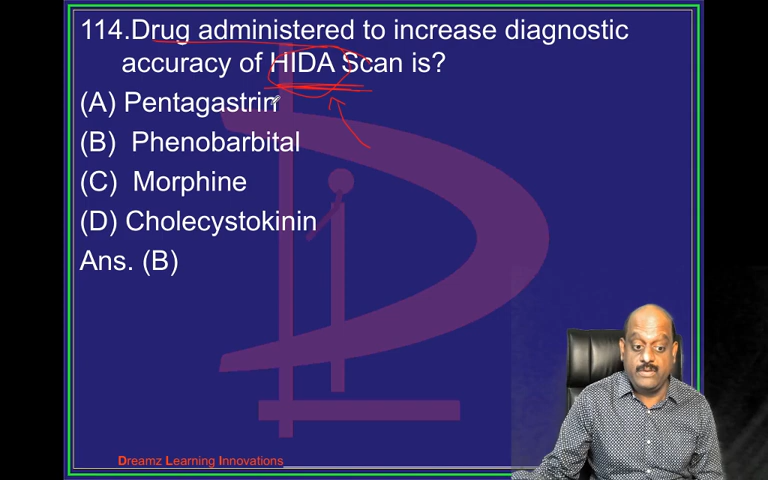 114.Drug administered to increase diagnostic
accuracy of HIDA Scan is?
(A) Pentagastrin
(B) Phenobarbital
(C) Morphine
(D) Cholecystokinin
Ans. (B)
Dreamz Learning Innovations